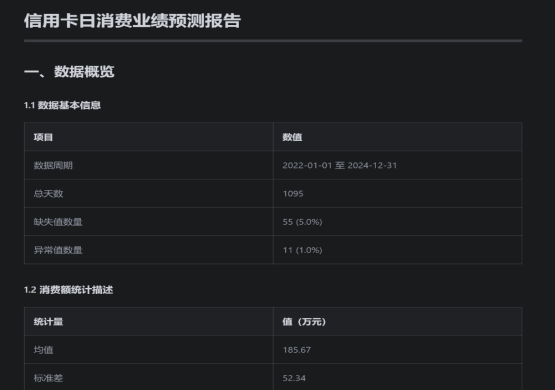 信用卡日消费业绩预测报告
一、数据概览
1.1 数据基本信息
项目 数值
数据周期 2022-01-01 至 2024-12-31
总天数 1095
缺失值数量 55 (5.0%)
异常值数量 11 (1.0%)
1.2 消费额统计描述
统计量 值（万元）
均值 185.67
标准差 52.34